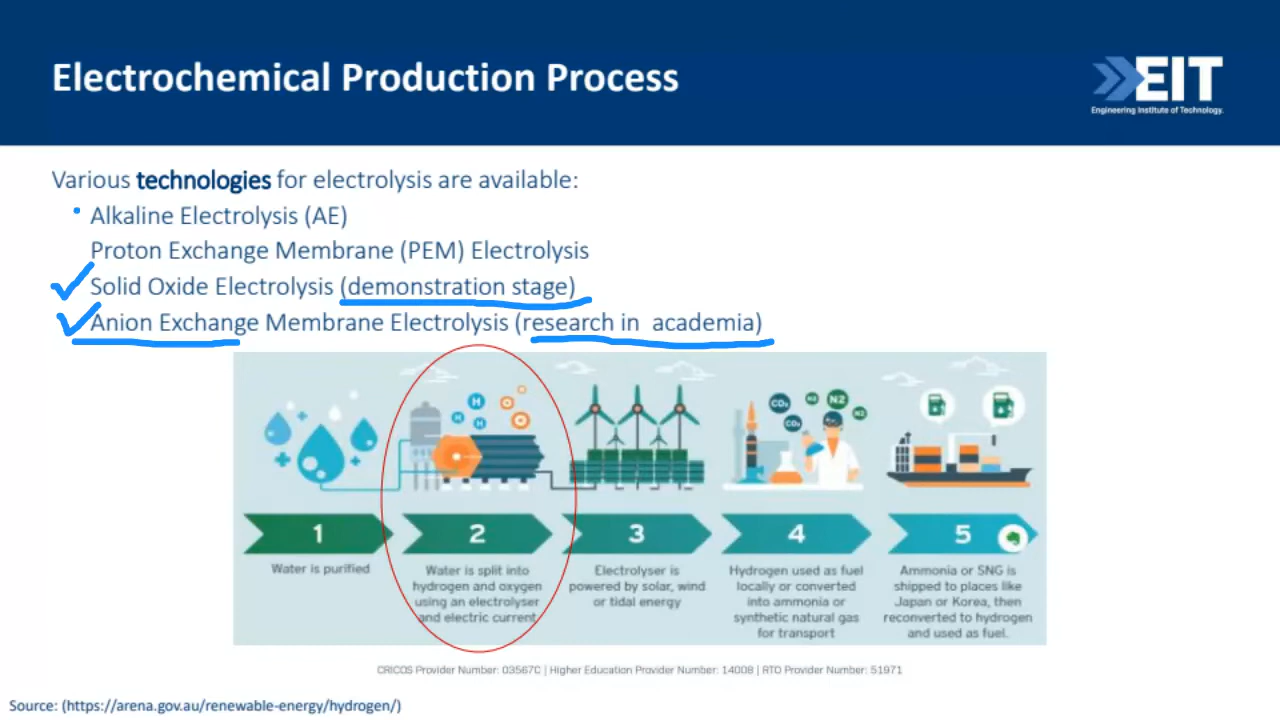 Electrochemical Production Process
EIT
Engineering Institute of Technology.
Various technologies for electrolysis are available:
Alkaline Electrolysis (AE)
Proton Exchange Membrane (PEM) Electrolysis
Solid Oxide Electrolysis (demonstration stage)
Anion Exchange Membrane Electrolysis (research in academia)
H
H
H
CO₂
CO₂
N2
N2
N2
1
2
3
4
5
Water is purified
Water is split into
hydrogen and oxygen
using an electrolyser
and electric current
Electrolyser is
powered by solar, wind
or tidal energy
Hydrogen used as fuel
locally or converted
into ammonia or
synthetic natural gas
for transport
Ammonia or SNG is
shipped to places like
Japan or Korea, then
reconverted to hydrogen
and used as fuel.
CRICOS Provider Number: 03567C | Higher Education Provider Number: 14008 | RTO Provider Number: 51971
Source: (https://arena.gov.au/renewable-energy/hydrogen/)